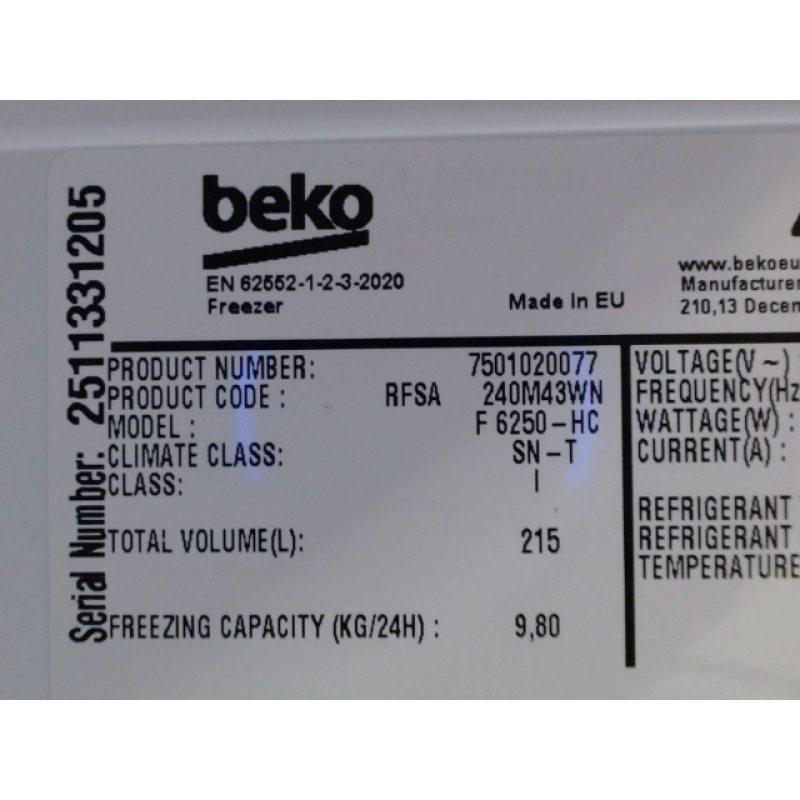 Serial Number: 2511331205
beko
EN 62552-1-2-3-2020
Freezer
Made in EU
www.bekoeu
Manufacturer
210,13 Decem
PRODUCT NUMBER: 7501020077
PRODUCT CODE : RFSA 240M43WN
MODEL : F 6250-HC
CLIMATE CLASS: SN-T
CLASS: I
TOTAL VOLUME(L): 215
FREEZING CAPACITY (KG/24H) : 9,80
VOLTAGE(V ~)
FREQUENCY(Hz
WATTAGE(W) :
CURRENT(A) :
REFRIGERANT
REFRIGERANT
TEMPERATURE